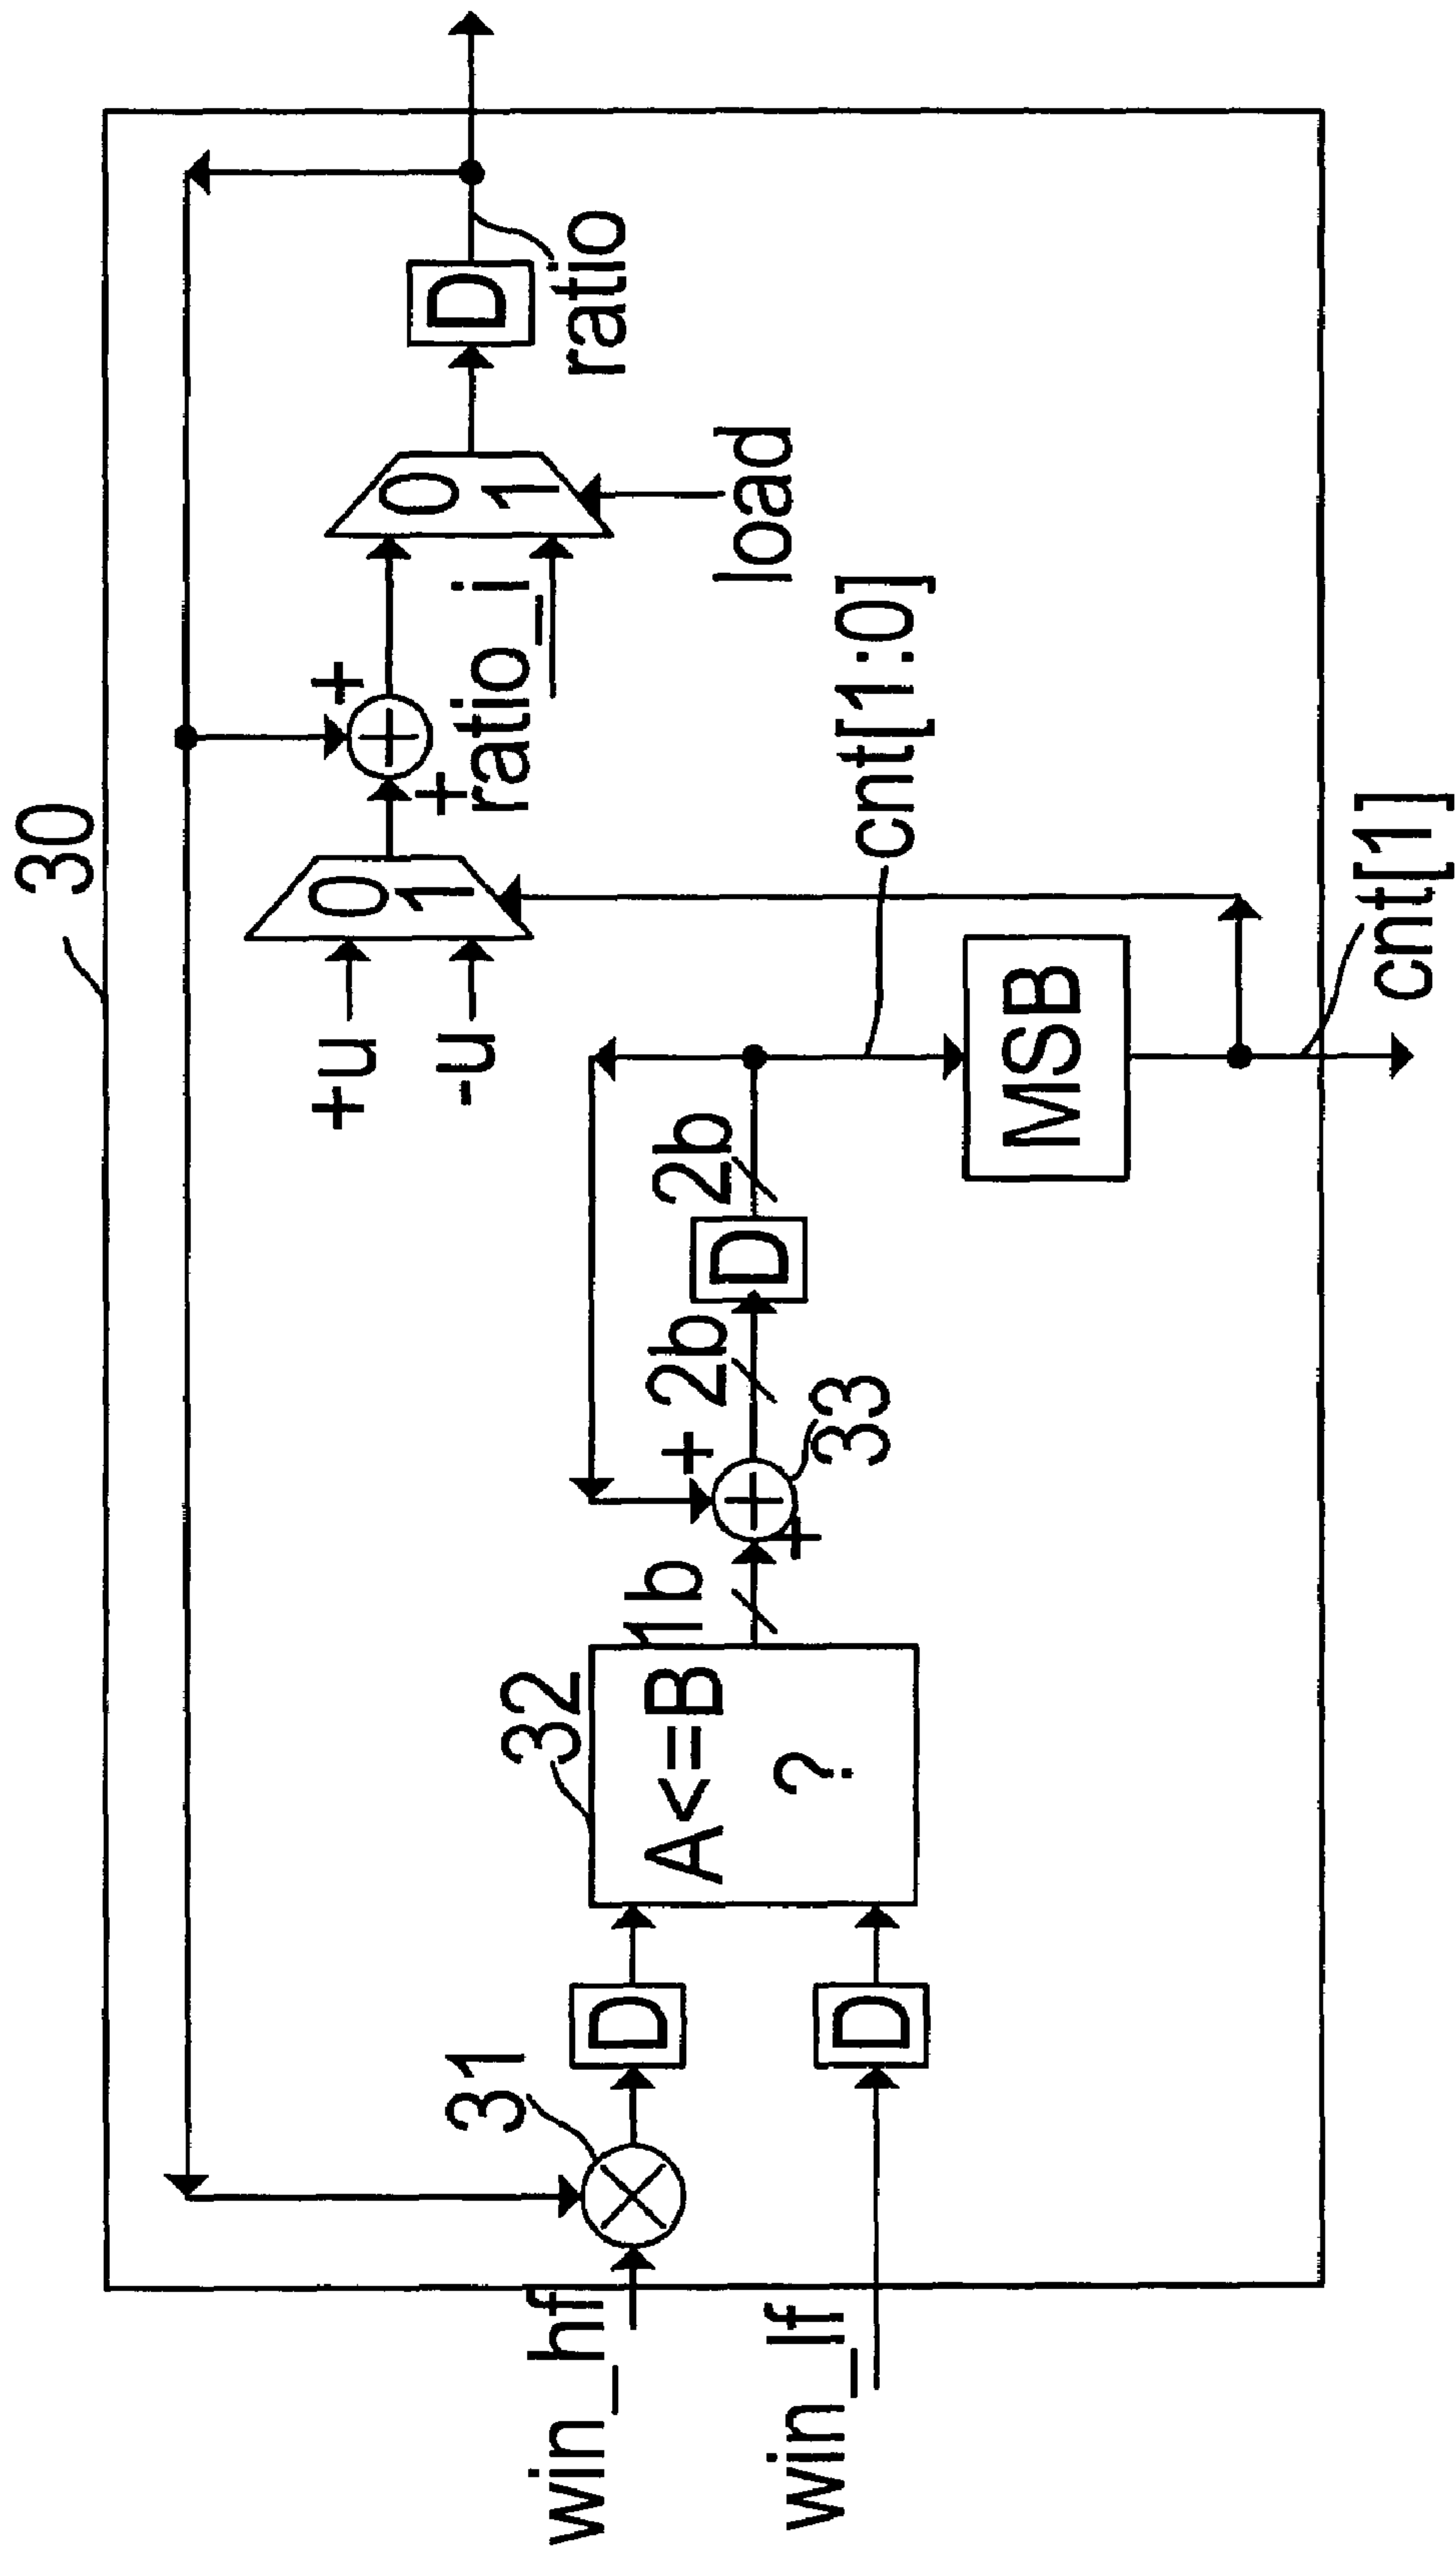 30
+u
-u
0
1
+
+
ratio_i
0
1
load
D
ratio
31
win_hf
win_lf
D
D
32
A<=B
?
1b
+
+
33
2b
D
2b
cnt[1:0]
MSB
cnt[1]